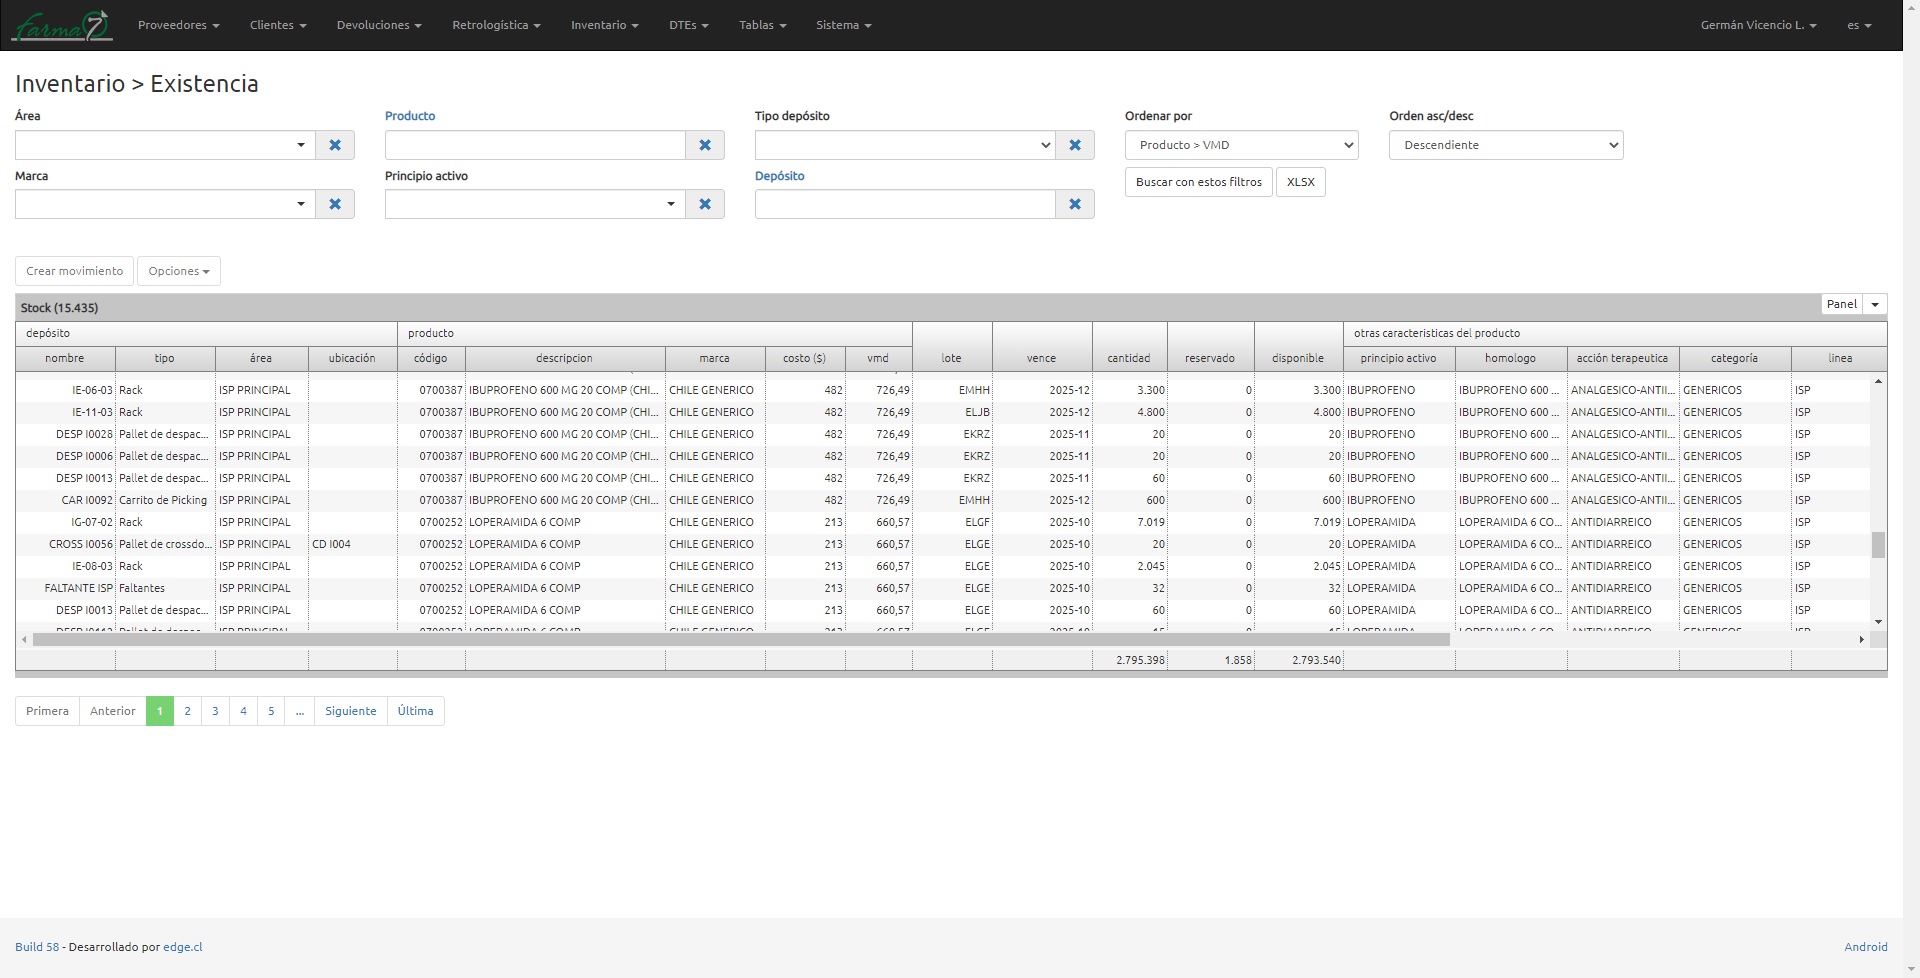 farma7 Proveedores Clientes Devoluciones Retrologística Inventario DTEs Tablas Sistema Germán Vicencio L. es
Inventario > Existencia
Área Producto Tipo depósito Ordenar por Orden asc/desc
Producto > VMD Descendiente
Marca Principio activo Depósito
Buscar con estos filtros XLSX
Crear movimiento Opciones
Stock (15.435) Panel
depósito producto otras caracteristicas del producto
nombre tipo área ubicación código descripcion marca costo ($) vmd lote vence cantidad reservado disponible principio activo homologo acción terapeutica categoría linea
IE-06-03 Rack ISP PRINCIPAL 0700387 IBUPROFENO 600 MG 20 COMP (CHI... CHILE GENERICO 482 726,49 EMHH 2025-12 3.300 0 3.300 IBUPROFENO IBUPROFENO 600 ... ANALGESICO-ANTII... GENERICOS ISP
IE-11-03 Rack ISP PRINCIPAL 0700387 IBUPROFENO 600 MG 20 COMP (CHI... CHILE GENERICO 482 726,49 ELJB 2025-12 4.800 0 4.800 IBUPROFENO IBUPROFENO 600 ... ANALGESICO-ANTII... GENERICOS ISP
DESP I0028 Pallet de despac... ISP PRINCIPAL 0700387 IBUPROFENO 600 MG 20 COMP (CHI... CHILE GENERICO 482 726,49 EKRZ 2025-11 20 0 20 IBUPROFENO IBUPROFENO 600 ... ANALGESICO-ANTII... GENERICOS ISP
DESP I0006 Pallet de despac... ISP PRINCIPAL 0700387 IBUPROFENO 600 MG 20 COMP (CHI... CHILE GENERICO 482 726,49 EKRZ 2025-11 20 0 20 IBUPROFENO IBUPROFENO 600 ... ANALGESICO-ANTII... GENERICOS ISP
DESP I0013 Pallet de despac... ISP PRINCIPAL 0700387 IBUPROFENO 600 MG 20 COMP (CHI... CHILE GENERICO 482 726,49 EKRZ 2025-11 60 0 60 IBUPROFENO IBUPROFENO 600 ... ANALGESICO-ANTII... GENERICOS ISP
CAR I0092 Carrito de Picking ISP PRINCIPAL 0700387 IBUPROFENO 600 MG 20 COMP (CHI... CHILE GENERICO 482 726,49 EMHH 2025-12 600 0 600 IBUPROFENO IBUPROFENO 600 ... ANALGESICO-ANTII... GENERICOS ISP
IG-07-02 Rack ISP PRINCIPAL 0700252 LOPERAMIDA 6 COMP CHILE GENERICO 213 660,57 ELGF 2025-10 7.019 0 7.019 LOPERAMIDA LOPERAMIDA 6 CO... ANTIDIARREICO GENERICOS ISP
CROSS I0056 Pallet de crossdo... ISP PRINCIPAL CD I004 0700252 LOPERAMIDA 6 COMP CHILE GENERICO 213 660,57 ELGE 2025-10 20 0 20 LOPERAMIDA LOPERAMIDA 6 CO... ANTIDIARREICO GENERICOS ISP
IE-08-03 Rack ISP PRINCIPAL 0700252 LOPERAMIDA 6 COMP CHILE GENERICO 213 660,57 ELGE 2025-10 2.045 0 2.045 LOPERAMIDA LOPERAMIDA 6 CO... ANTIDIARREICO GENERICOS ISP
FALTANTE ISP Faltantes ISP PRINCIPAL 0700252 LOPERAMIDA 6 COMP CHILE GENERICO 213 660,57 ELGE 2025-10 32 0 32 LOPERAMIDA LOPERAMIDA 6 CO... ANTIDIARREICO GENERICOS ISP
DESP I0013 Pallet de despac... ISP PRINCIPAL 0700252 LOPERAMIDA 6 COMP CHILE GENERICO 213 660,57 ELGE 2025-10 60 0 60 LOPERAMIDA LOPERAMIDA 6 CO... ANTIDIARREICO GENERICOS ISP
2.795.398 1.858 2.793.540
Primera Anterior 1 2 3 4 5 ... Siguiente Última
Build 58 - Desarrollado por edge.cl Android